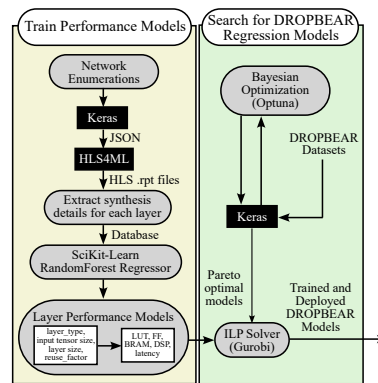 Train Performance Models
Network
Enumerations
Keras
JSON
HLS4ML
HLS .rpt files
Extract synthesis
details for each layer
Database
SciKit-Learn
RandomForest Regressor
Layer Performance Models
layer_type,
input tensor size,
layer size,
reuse_factor
LUT, FF,
BRAM, DSP,
latency
Search for DROPBEAR
Regression Models
Bayesian
Optimization
(Optuna)
DROPBEAR
Datasets
Keras
Pareto
optimal
models
Trained and
Deployed
DROPBEAR
Models
ILP Solver
(Gurobi)